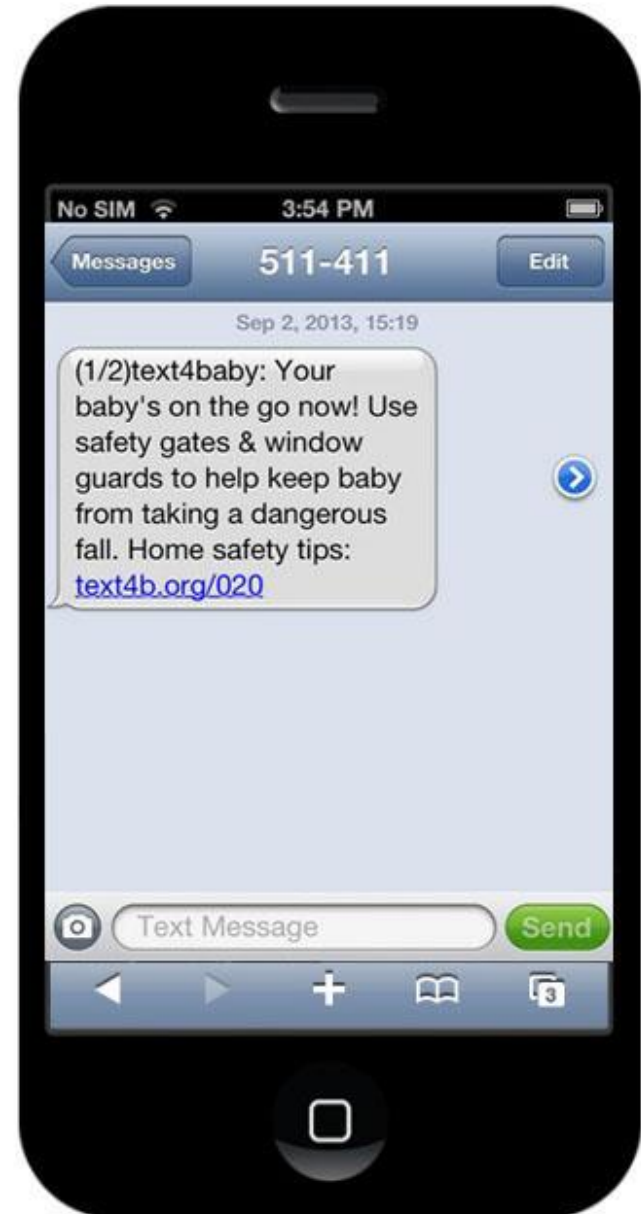 No SIM 3:54 PM
Messages 511-411 Edit
Sep 2, 2013, 15:19
(1/2)text4baby: Your
baby's on the go now! Use
safety gates & window
guards to help keep baby
from taking a dangerous
fall. Home safety tips:
text4b.org/020
Text Message Send
3